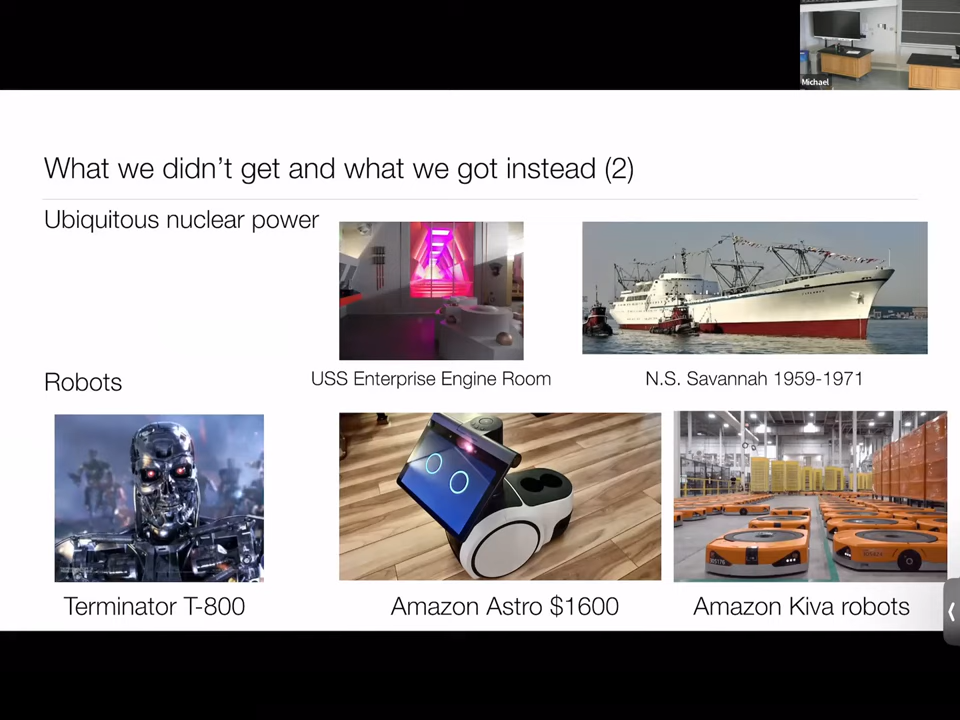 Michael
What we didn't get and what we got instead (2)
Ubiquitous nuclear power
USS Enterprise Engine Room
N.S. Savannah 1959-1971
Robots
Terminator T-800
Amazon Astro $1600
Amazon Kiva robots